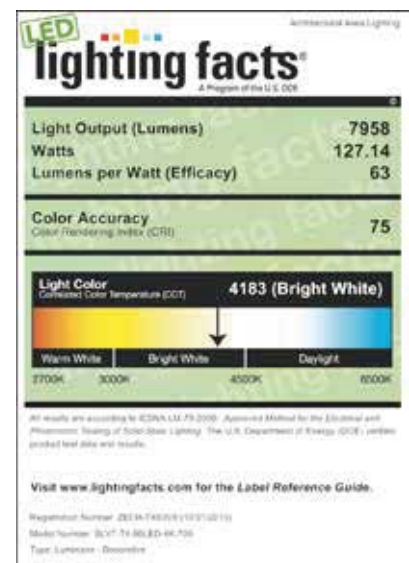 Architectural Area Lighting
LED
lighting facts®
A Program of the U.S. DOE
Light Output (Lumens) 7958
Watts 127.14
Lumens per Watt (Efficacy) 63
Color Accuracy 75
Color Rendering Index (CRI)
Light Color 4183 (Bright White)
Correlated Color Temperature (CCT)
Warm White Bright White Daylight
2700K 3000K 4500K 6500K
All results are according to IESNA LM-79-2008: Approved Method for the Electrical and
Photometric Testing of Solid-State Lighting. The U.S. Department of Energy (DOE) verifies
product test data and results.
Visit www.lightingfacts.com for the Label Reference Guide.
Registration Number:
Model Number:
Type: Luminaire -